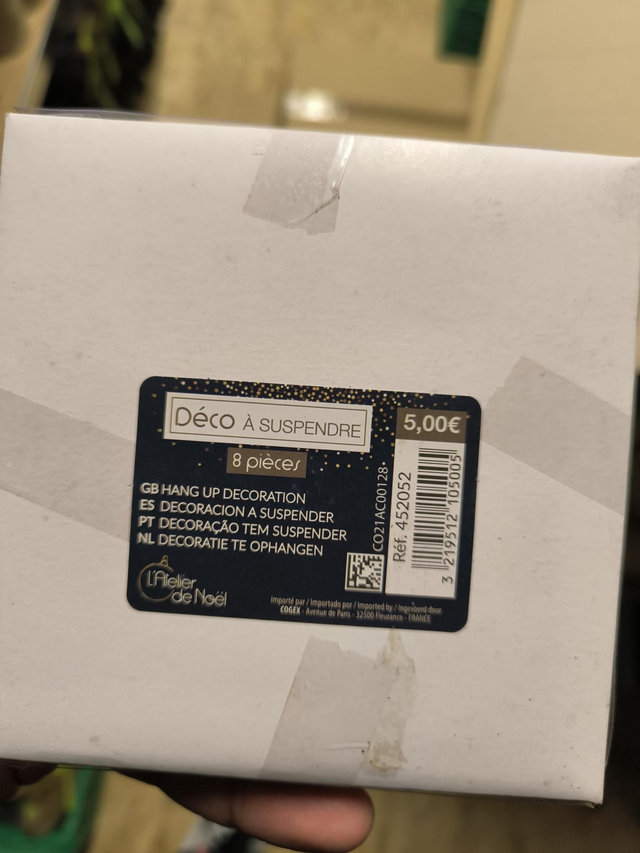 Déco À SUSPENDRE
5,00€
8 pièces
GB HANG UP DECORATION
ES DECORACION A SUSPENDER
PT DECORAÇÃO TEM SUSPENDER
NL DECORATIE TE OPHANGEN
L'Atelier
de Noël
CO21AC00128
Réf. 452052
3 219512 105005
Importé par / Importado por / Imported by / Ingevoerd door
COGEX - Avenue de Paris - 32500 Fleurance - FRANCE